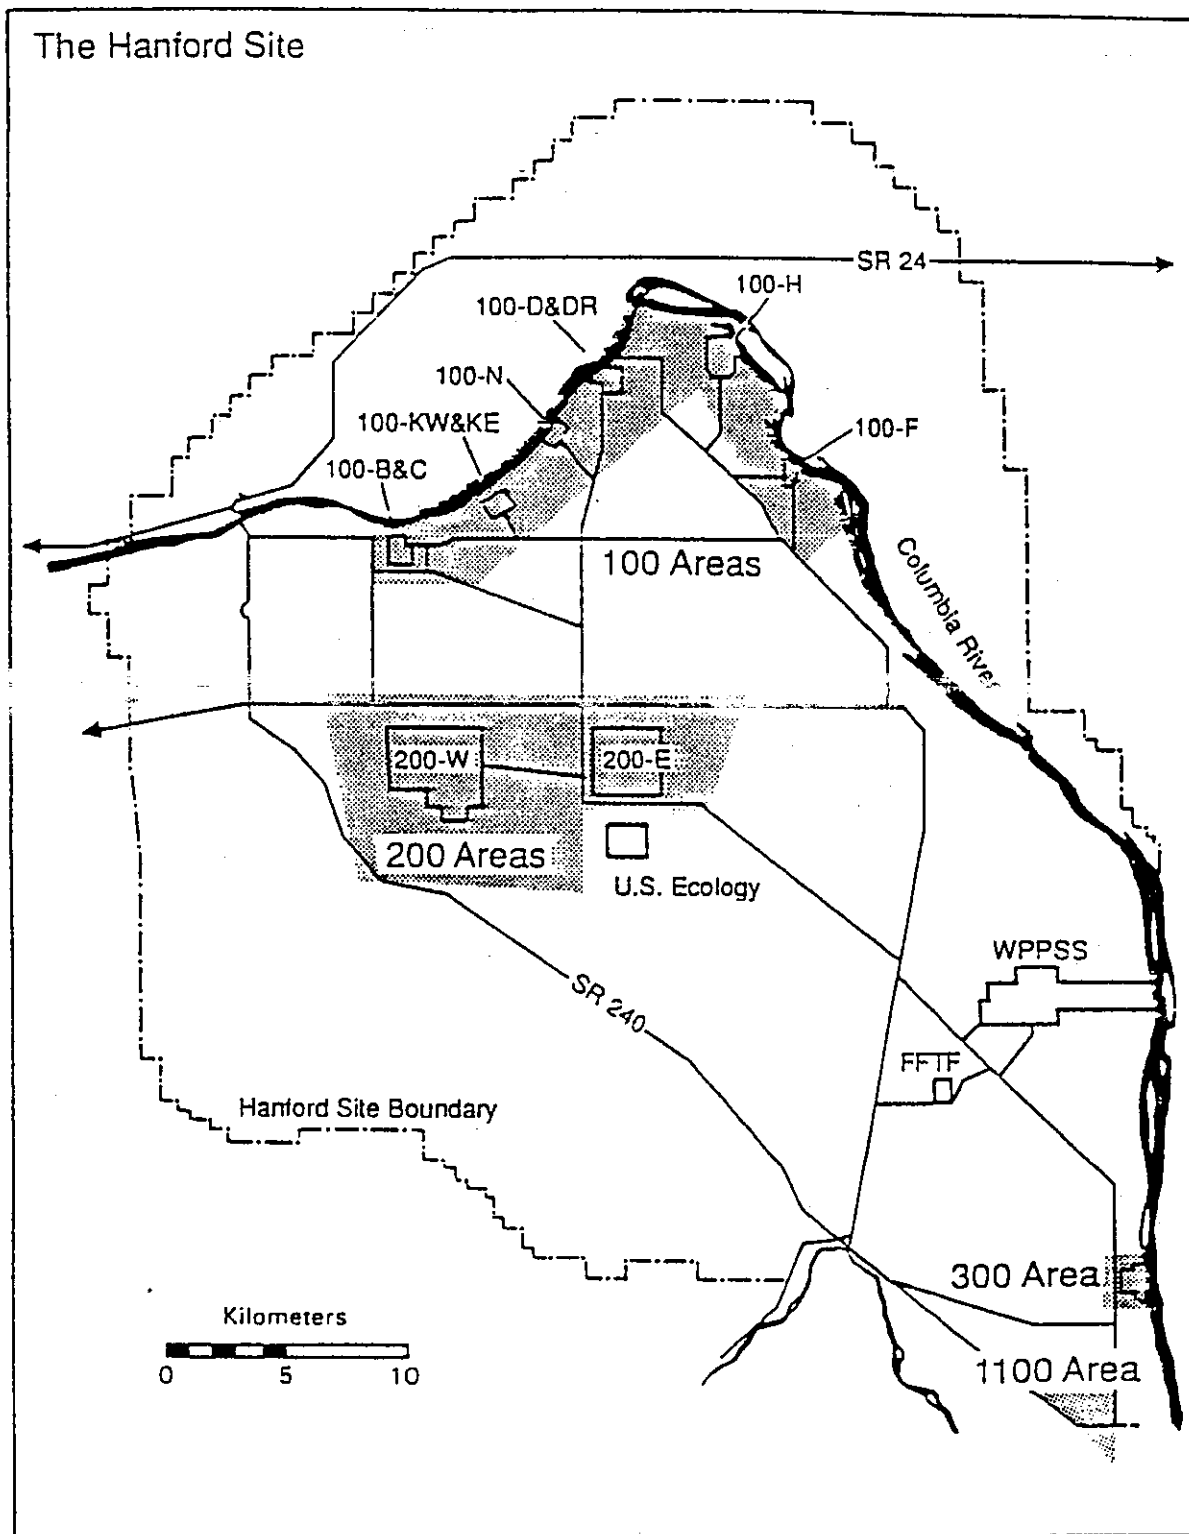 The Hanford Site
SR 24
100-H
100-D&DR
100-N
100-KW&KE
100-F
100-B&C
100 Areas
Columbia River
200-W
200-E
200 Areas
U.S. Ecology
WPPSS
SR 240
FFTF
Hanford Site Boundary
300 Area
Kilometers
0 5 10
1100 Area